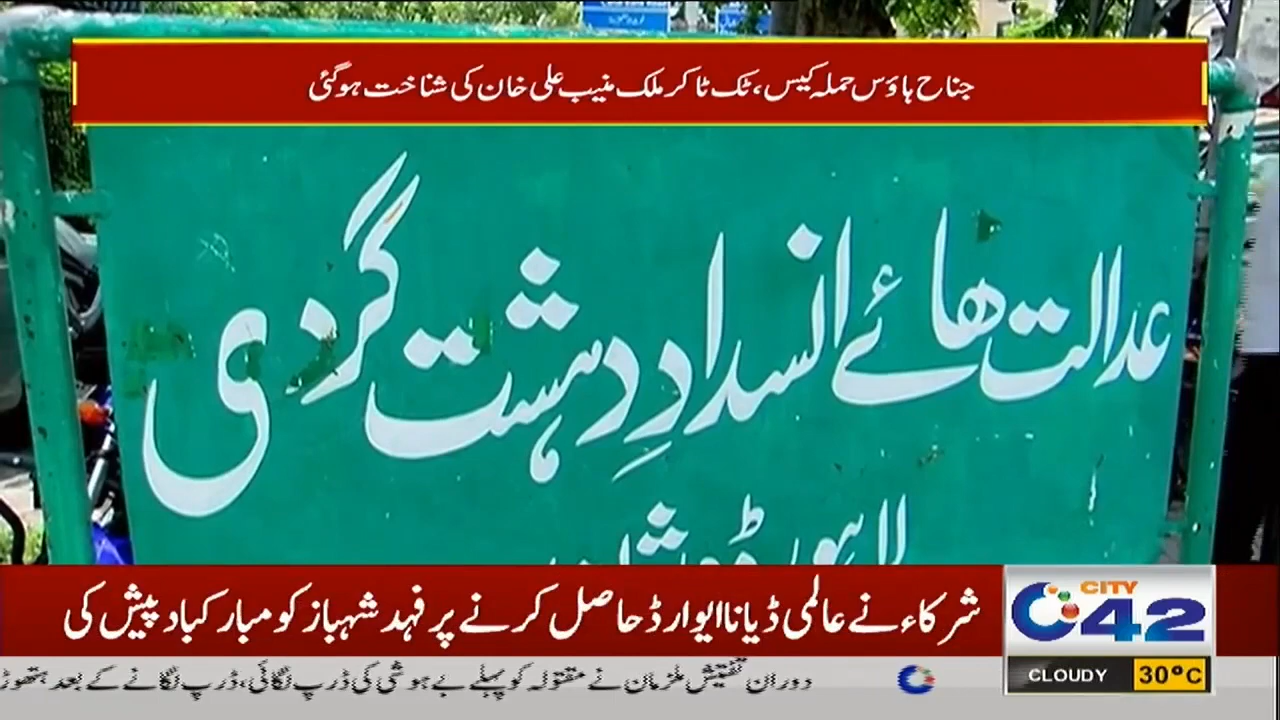 جناح ہاؤس حملہ کیس، ٹک ٹاکر ملک منیب علی خان کی شناخت ہوگئی
عدالت ھائے انسدادِ دہشت گردی
لاہور ڈویژن
شرکاء نے عالمی ڈیانا ایوارڈ حاصل کرنے پر فہد شہباز کو مبارکباد پیش کی
CITY
42
CLOUDY 30°C
دوران تفتیش ملزمان نے مقتولہ کو پہلے بے ہوشی کی ڈرپ لگائی، ڈرپ لگانے کے بعد